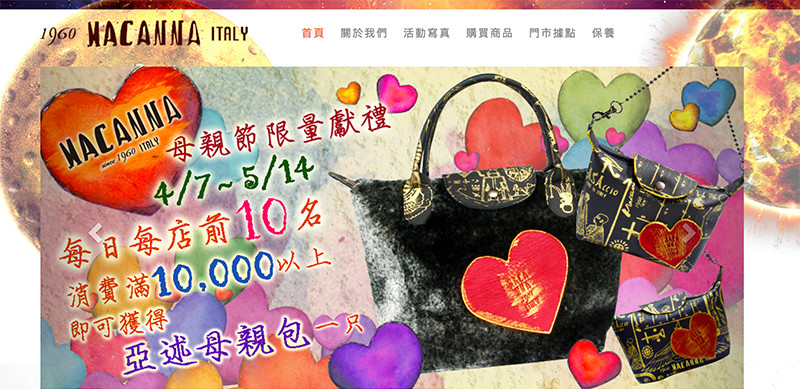 1960 MACANNA ITALY
首頁 關於我們 活動寫真 購買商品 門市據點 保養
MACANNA
SINCE 1960 ITALY
母親節限量獻禮
4/7~5/14
每日每店前10名
消費滿10,000以上
即可獲得
亞述母親包一只